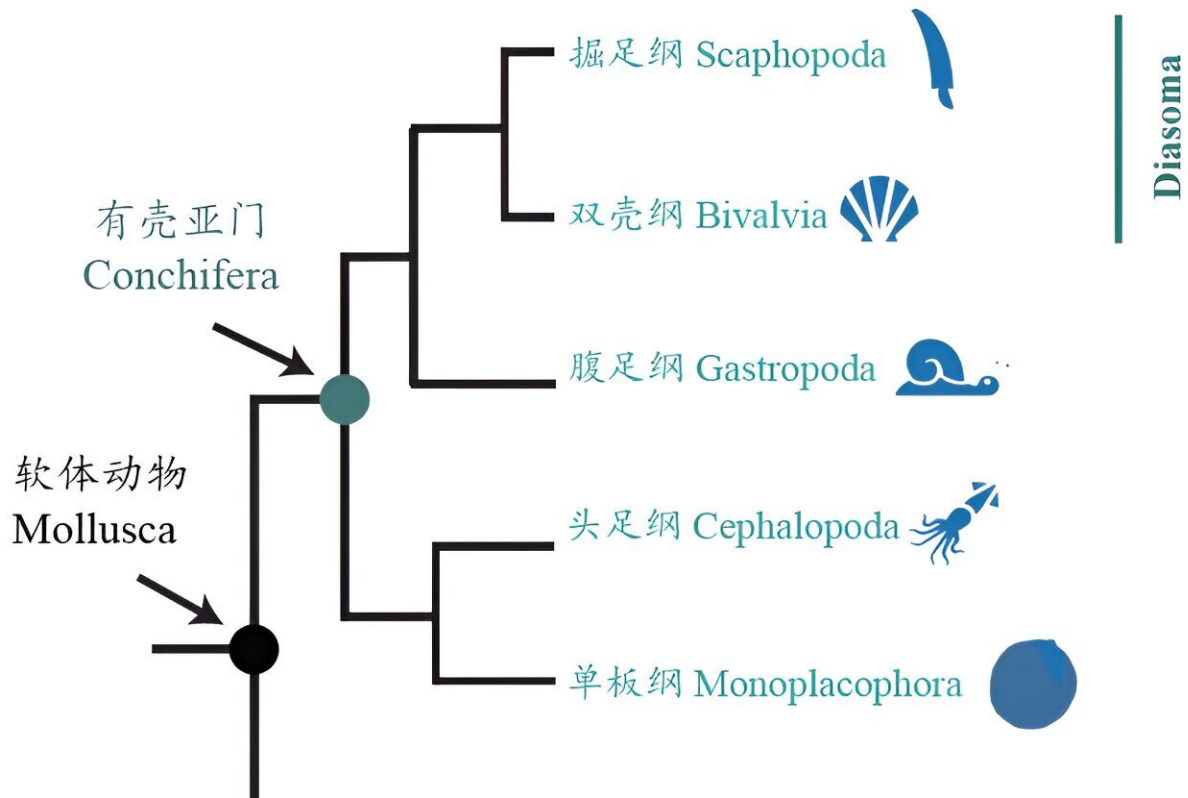 掘足纲 Scaphopoda
双壳纲 Bivalvia
Diasoma
有壳亚门
Conchifera
腹足纲 Gastropoda
软体动物
Mollusca
头足纲 Cephalopoda
单板纲 Monoplacophora